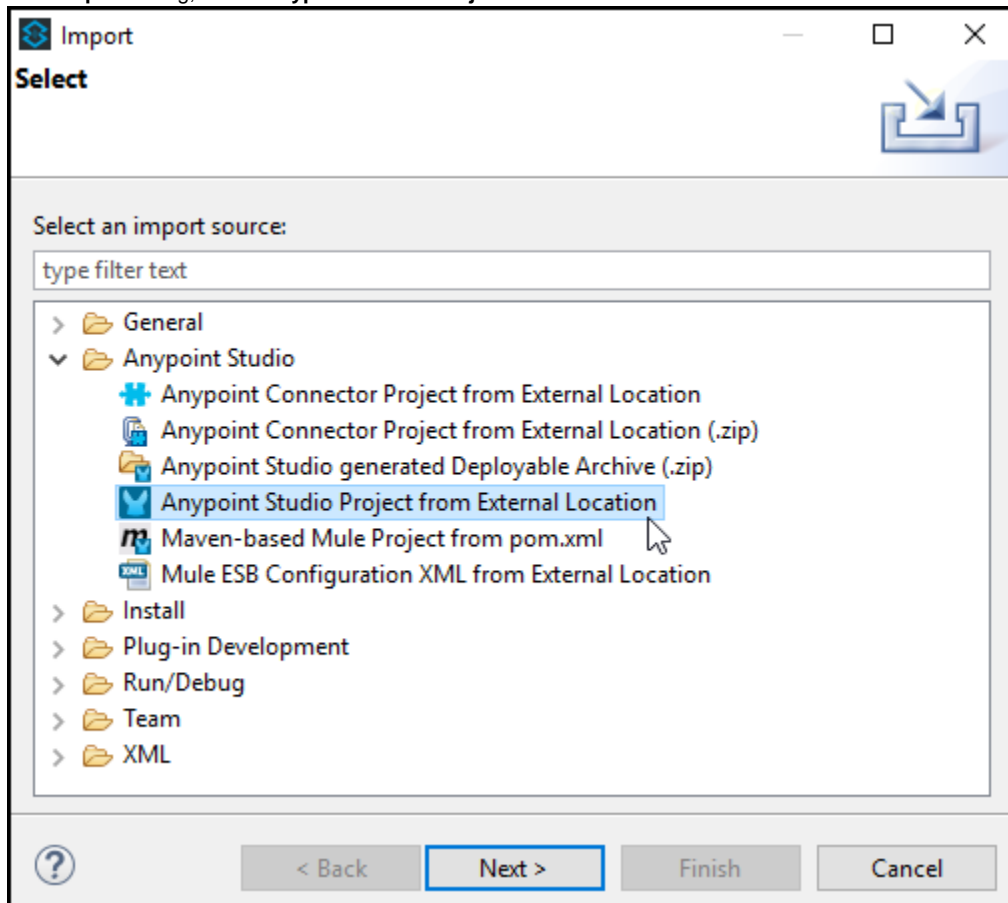 Import
Select
Select an import source:
type filter text
General
Anypoint Studio
Anypoint Connector Project from External Location
Anypoint Connector Project from External Location (.zip)
Anypoint Studio generated Deployable Archive (.zip)
Anypoint Studio Project from External Location
m Maven-based Mule Project from pom.xml
XML Mule ESB Configuration XML from External Location
Install
Plug-in Development
Run/Debug
Team
XML
? < Back Next > Finish Cancel